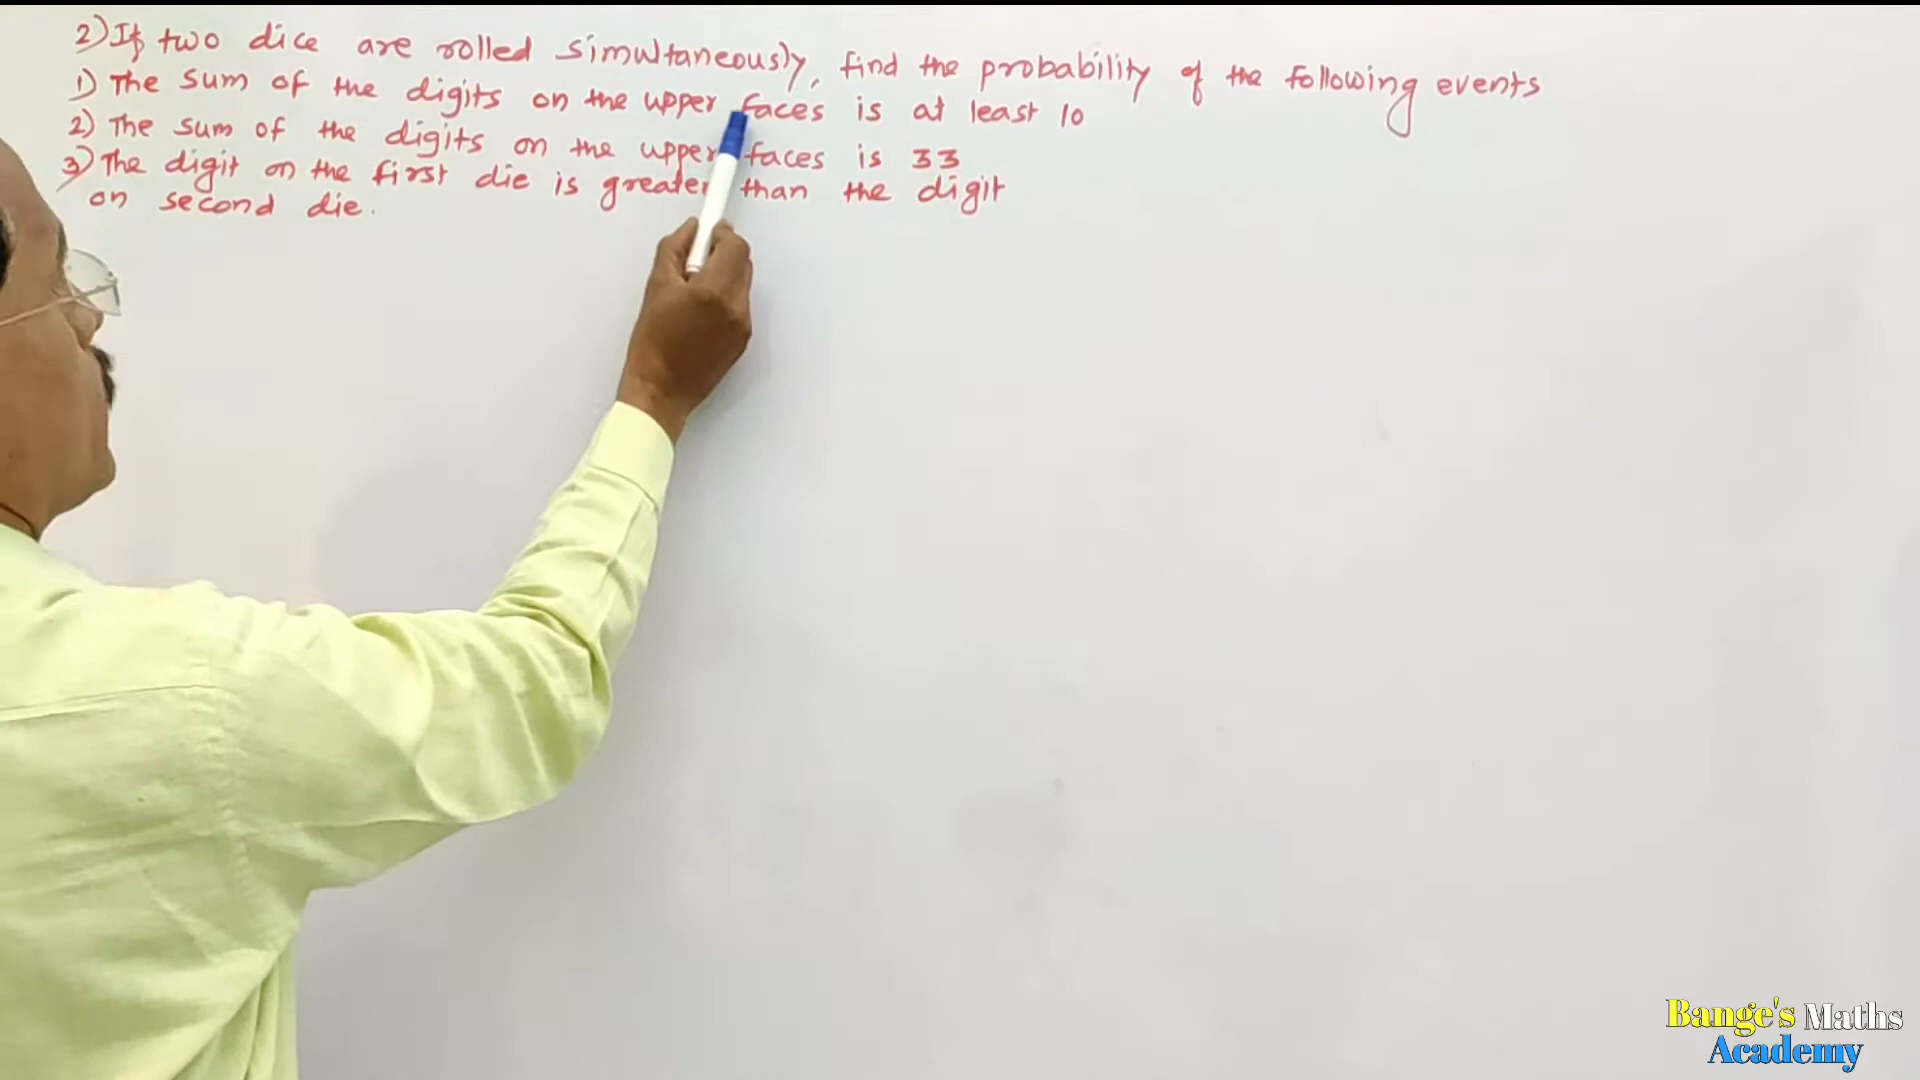 2) If two dice are rolled simultaneously, find the probability of the following events
1) The sum of the digits on the upper faces is at least 10
2) The sum of the digits on the upper faces is 33
3) The digit on the first die is greater than the digit
on second die.
Bange's Maths
Academy